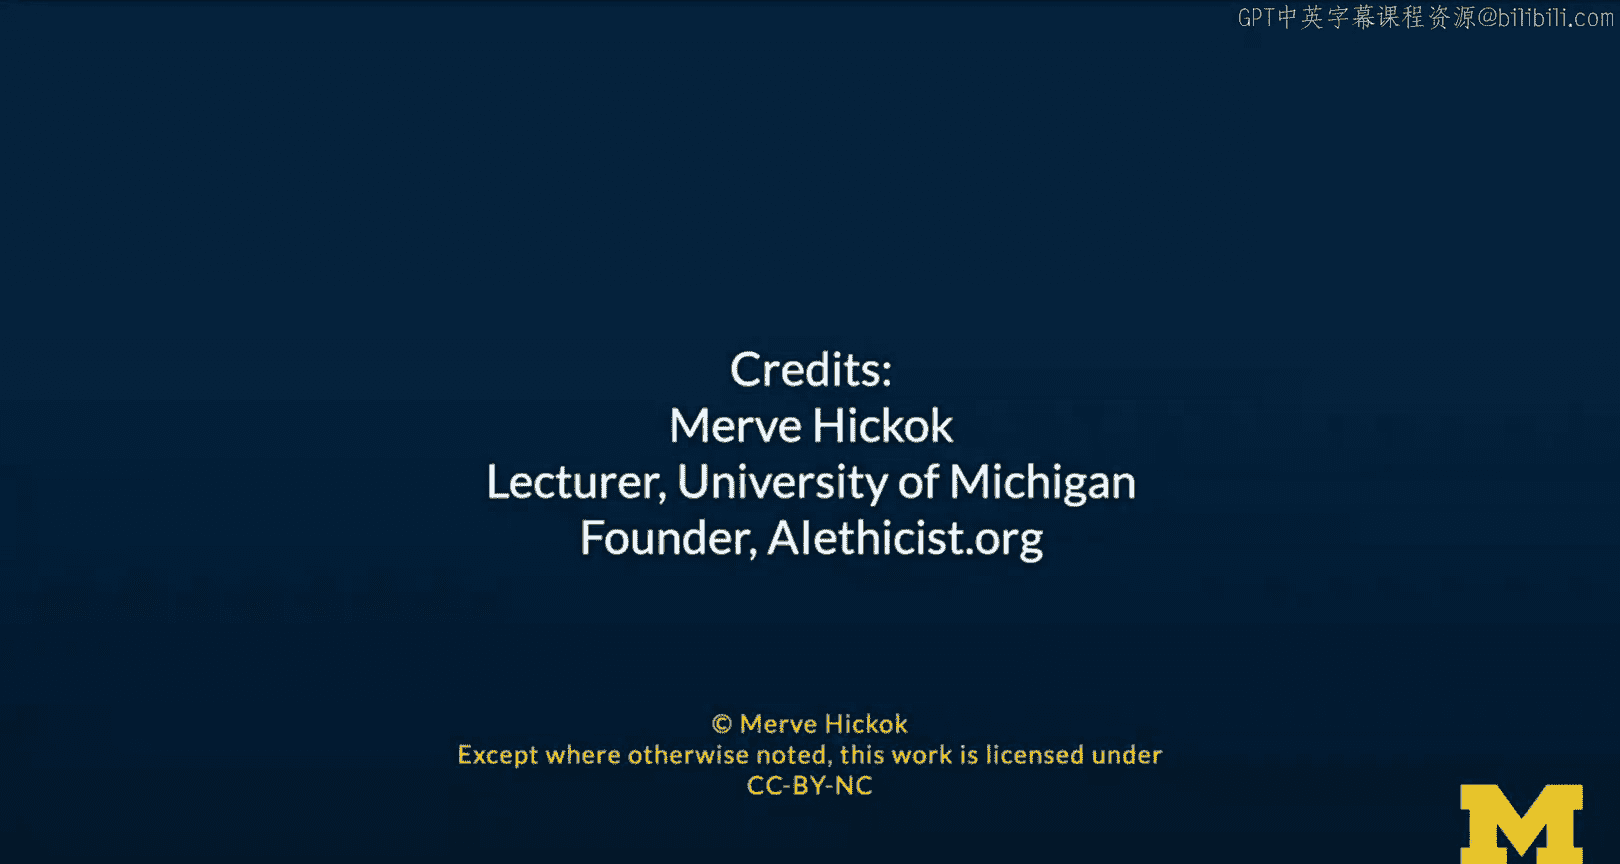 GPT中英字幕课程资源@bilibili.com
Credits:
Merve Hickok
Lecturer, University of Michigan
Founder, AIethicist.org
© Merve Hickok
Except where otherwise noted, this work is licensed under
CC-BY-NC
M